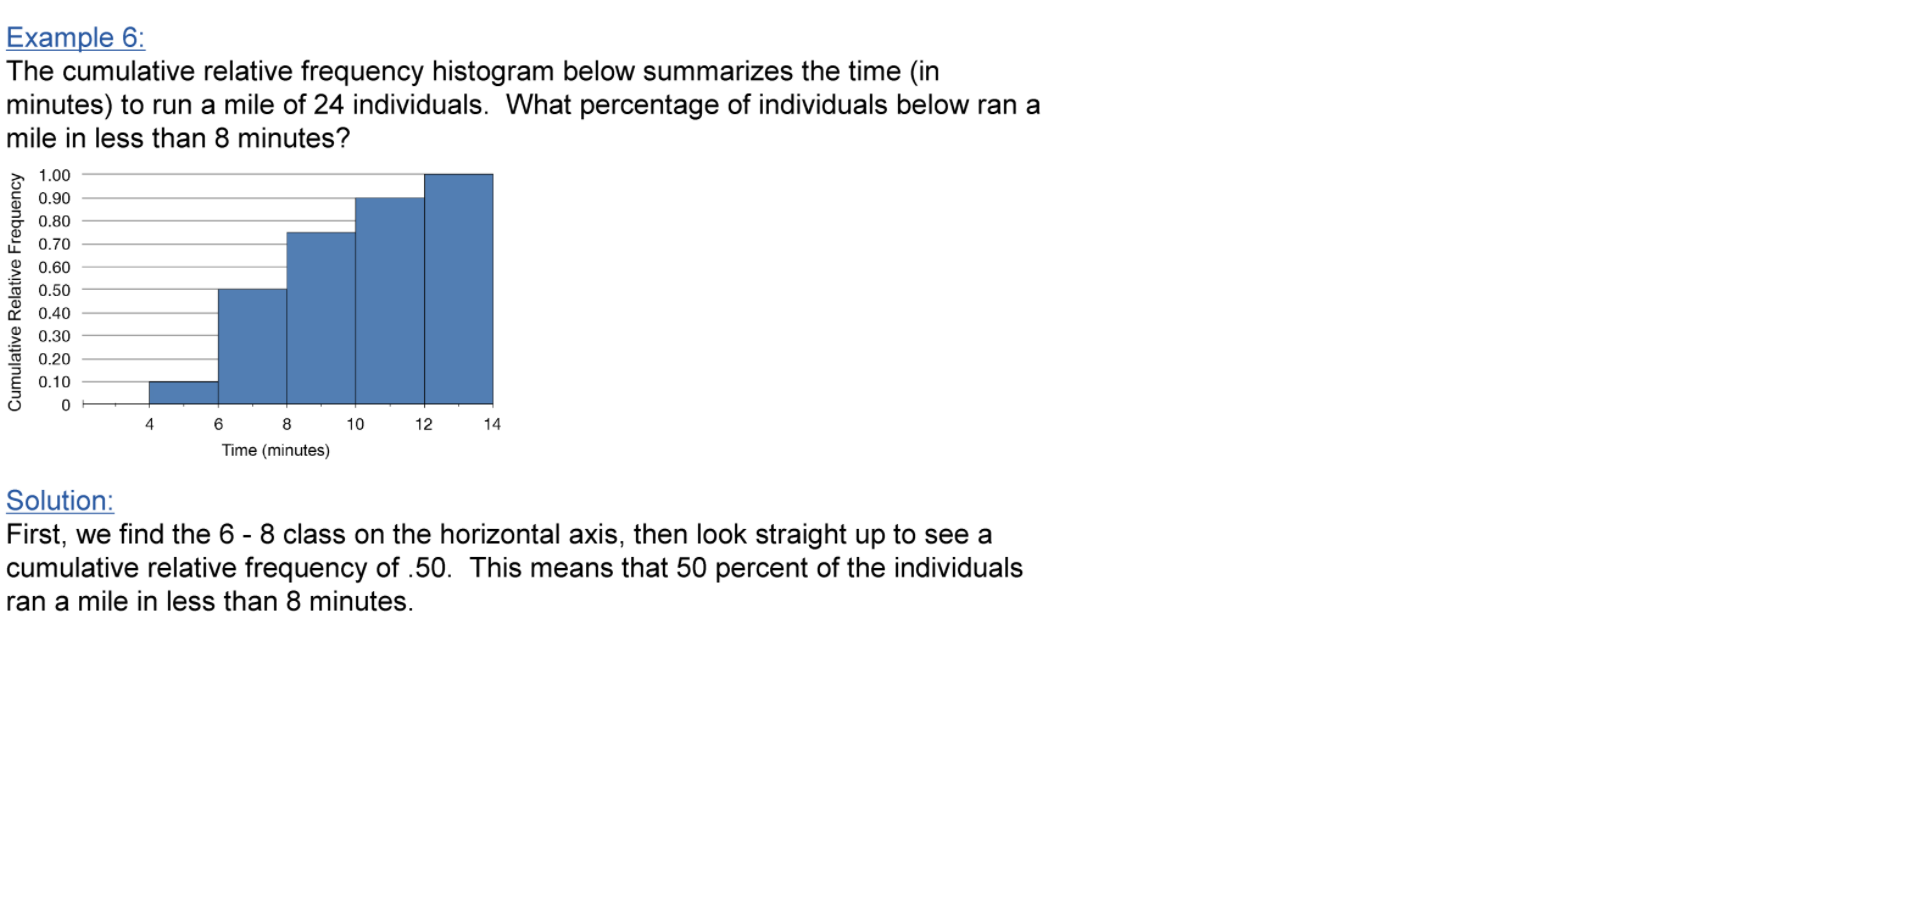 Example 6:
The cumulative relative frequency histogram below summarizes the time (in
minutes) to run a mile of 24 individuals.  What percentage of individuals below ran a
mile in less than 8 minutes?
Cumulative Relative Frequency
1.00
0.90
0.80
0.70
0.60
0.50
0.40
0.30
0.20
0.10
0
4 6 8 10 12 14
Time (minutes)
Solution:
First, we find the 6 - 8 class on the horizontal axis, then look straight up to see a
cumulative relative frequency of .50.  This means that 50 percent of the individuals
ran a mile in less than 8 minutes.